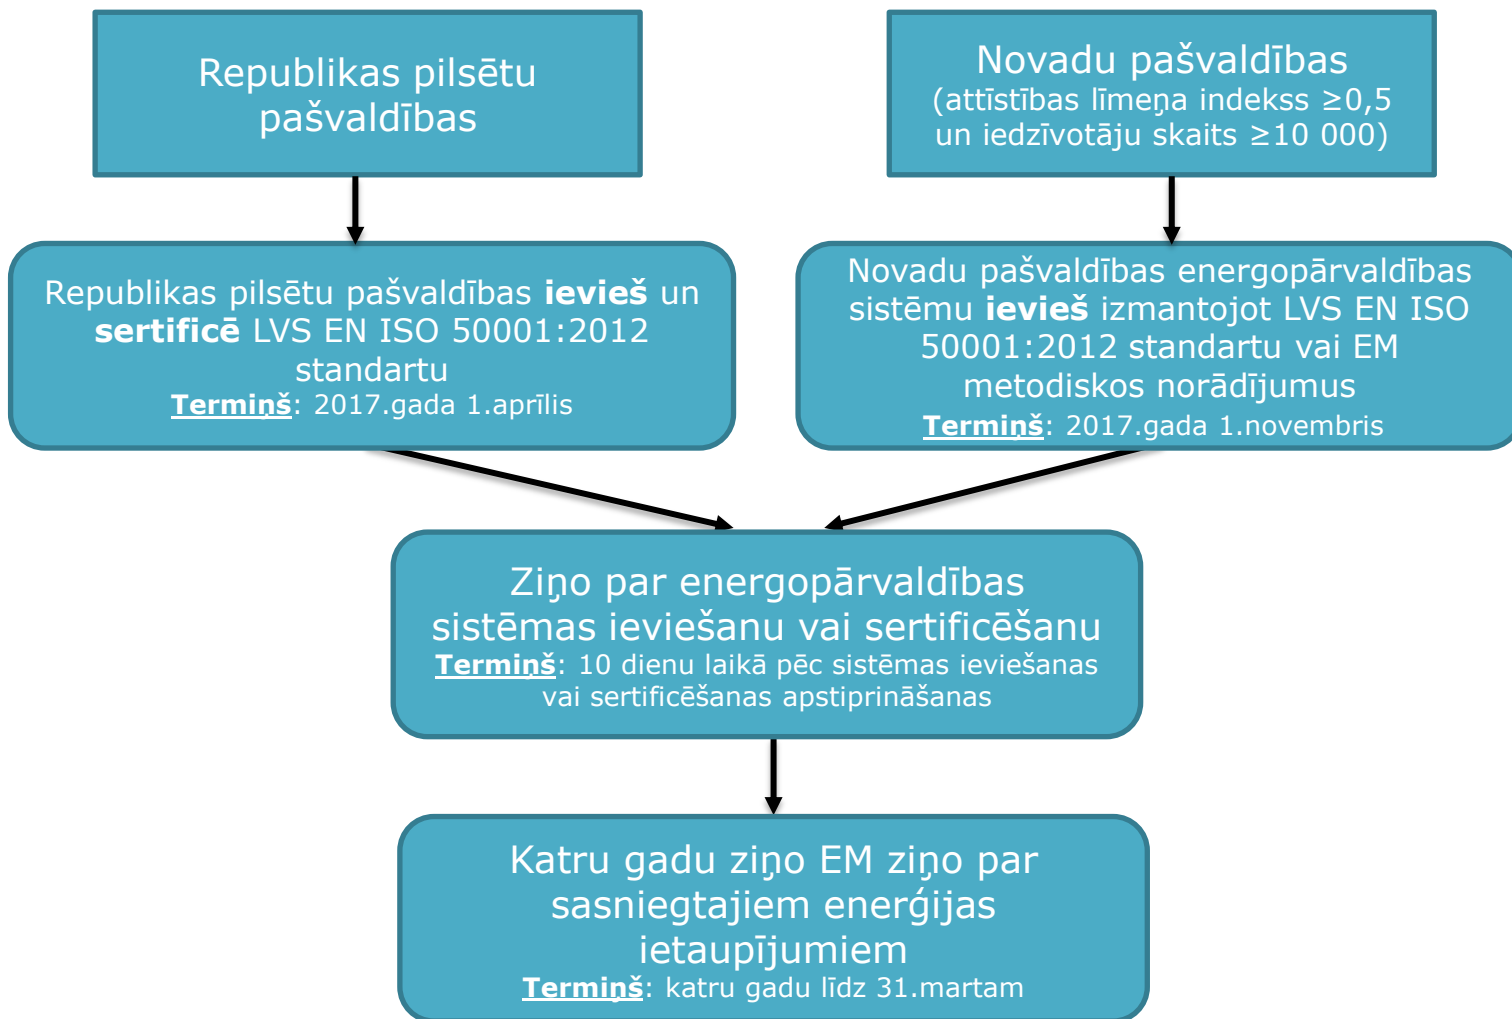 Republikas pilsētu
pašvaldības
Novadu pašvaldības
(attīstības līmeņa indekss ≥0,5
un iedzīvotāju skaits ≥10 000)
Republikas pilsētu pašvaldības ievieš un
sertificē LVS EN ISO 50001:2012
standartu
Termiņš: 2017.gada 1.aprīlis
Novadu pašvaldības energopārvaldības
sistēmu ievieš izmantojot LVS EN ISO
50001:2012 standartu vai EM
metodiskos norādījumus
Termiņš: 2017.gada 1.novembris
Ziņo par energopārvaldības
sistēmas ieviešanu vai sertificēšanu
Termiņš: 10 dienu laikā pēc sistēmas ieviešanas
vai sertificēšanas apstiprināšanas
Katru gadu ziņo EM ziņo par
sasniegtajiem enerģijas
ietaupījumiem
Termiņš: katru gadu līdz 31.martam